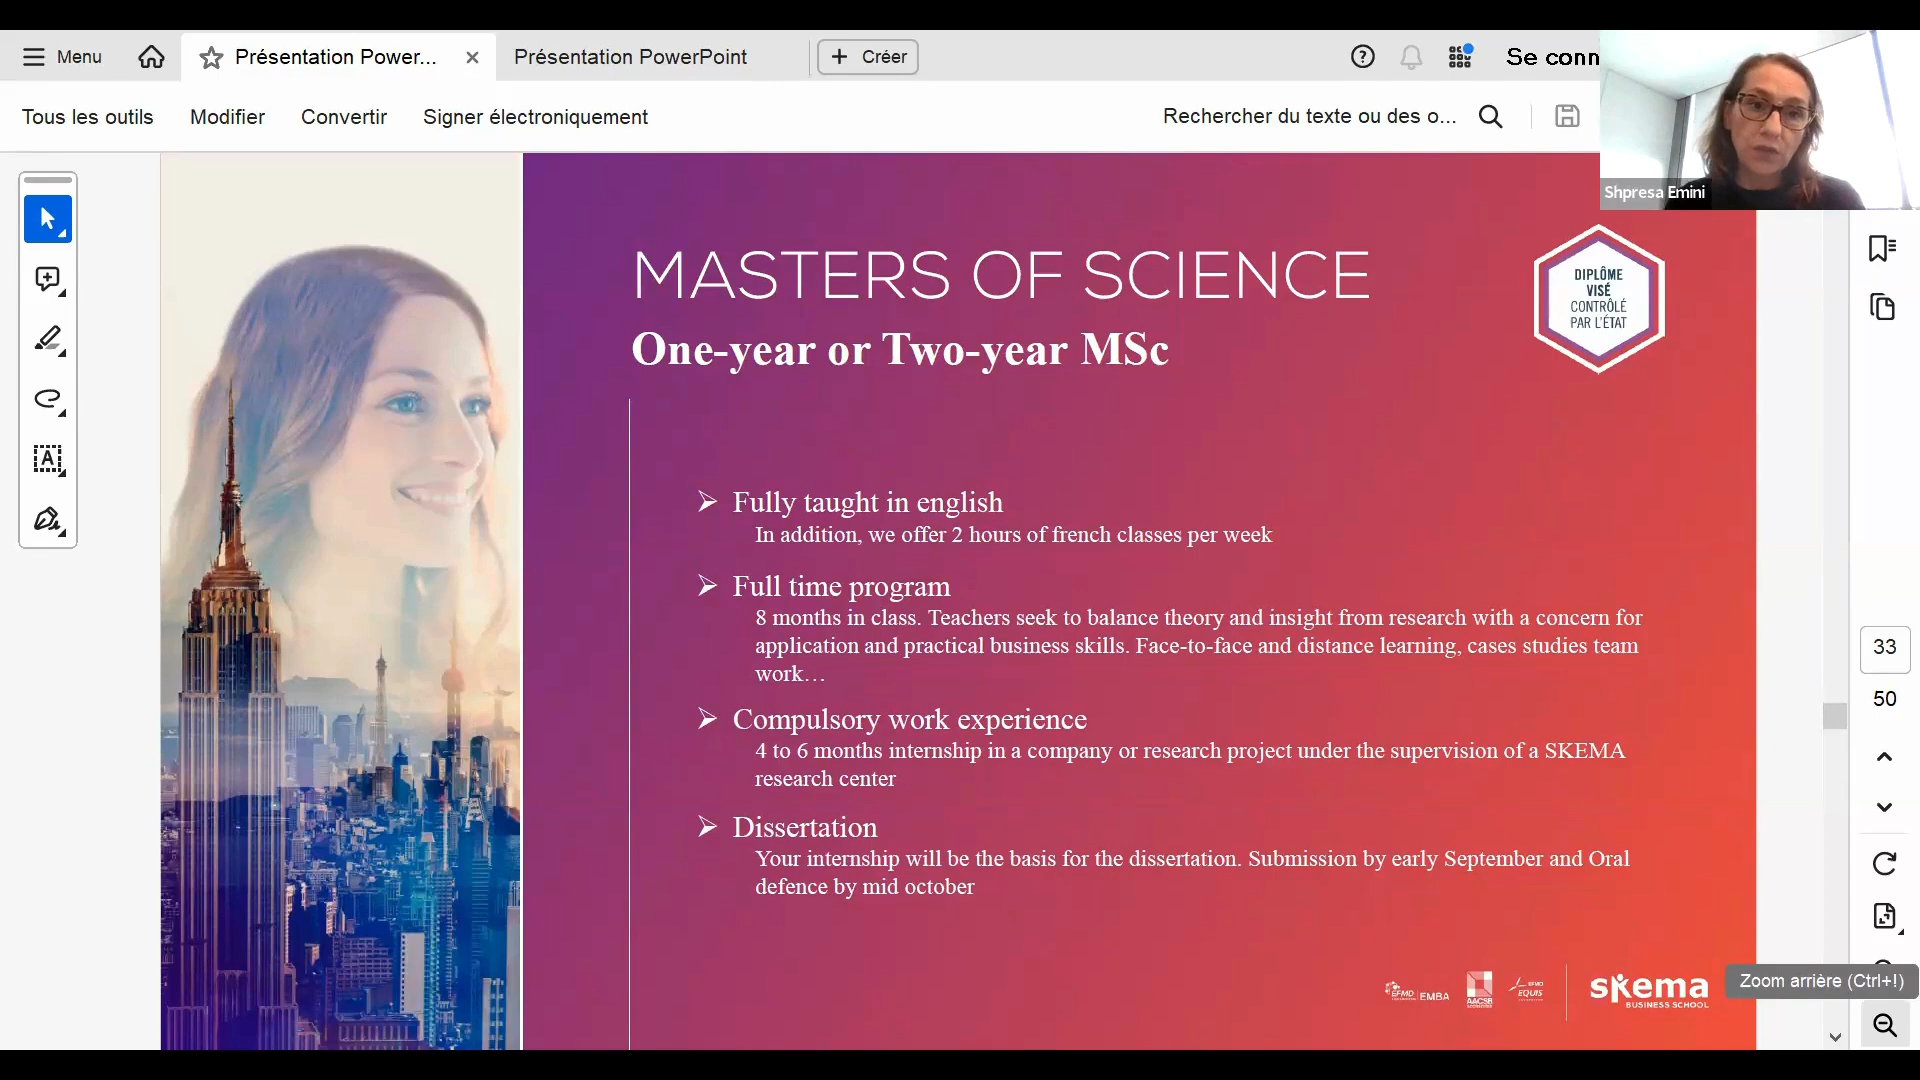 Menu
Présentation Power...
Présentation PowerPoint
Créer
Se conn
Tous les outils
Modifier
Convertir
Signer électroniquement
Rechercher du texte ou des o...
Shpresa Emini
MASTERS OF SCIENCE
One-year or Two-year MSc
DIPLÔME
VISÉ
CONTRÔLÉ
PAR L'ÉTAT
Fully taught in english
In addition, we offer 2 hours of french classes per week
Full time program
8 months in class. Teachers seek to balance theory and insight from research with a concern for
application and practical business skills. Face-to-face and distance learning, cases studies team
work…
Compulsory work experience
4 to 6 months internship in a company or research project under the supervision of a SKEMA
research center
Dissertation
Your internship will be the basis for the dissertation. Submission by early September and Oral
defence by mid october
33
50
EFMD EMBA
AACSB
EFMD
EQUIS
skema
BUSINESS SCHOOL
Zoom arrière (Ctrl+!)